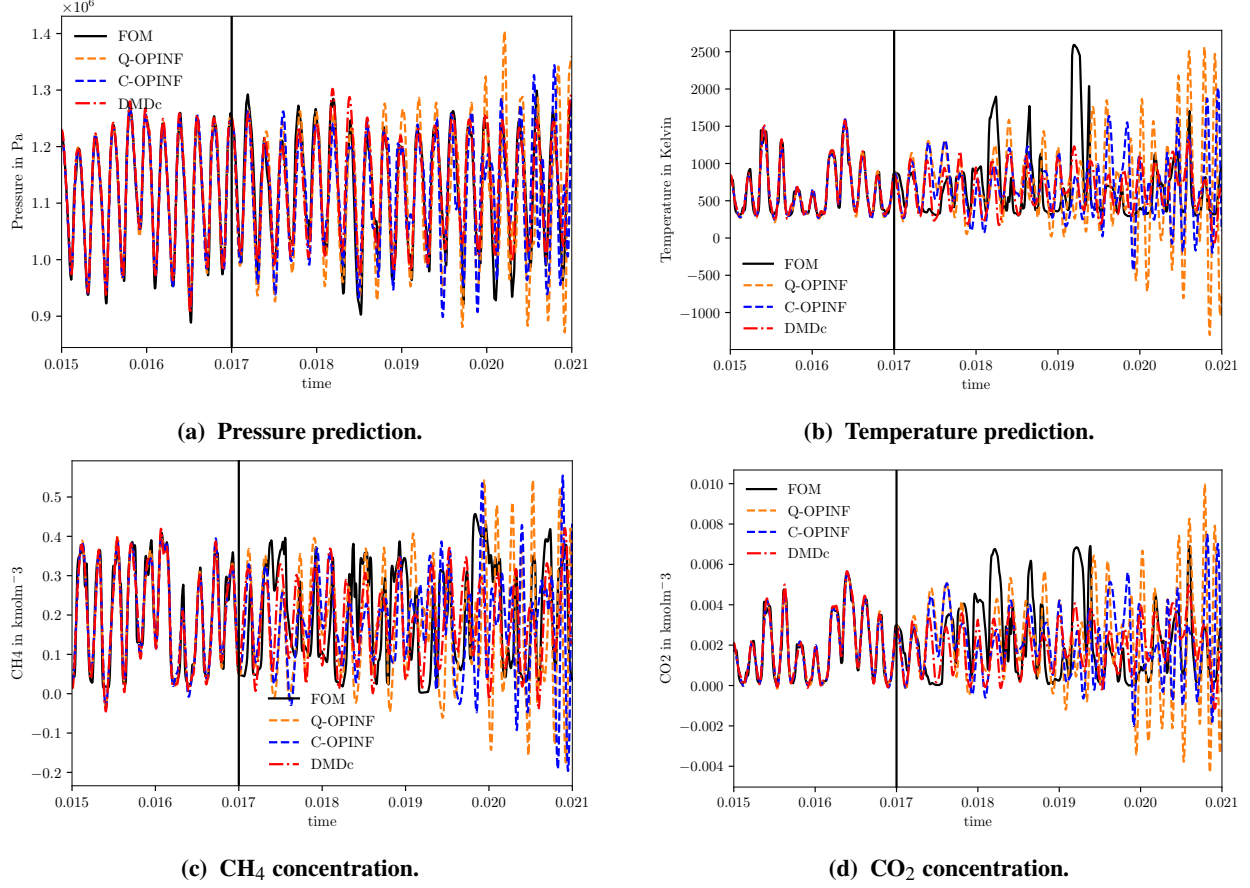 ×10⁶
1.4
1.3
1.2
1.1
1.0
0.9
Pressure in Pa
FOM
Q-OPINF
C-OPINF
DMDc
0.015 0.016 0.017 0.018 0.019 0.020 0.021
time
(a) Pressure prediction.
2500
2000
1500
1000
500
0
−500
−1000
Temperature in Kelvin
FOM
Q-OPINF
C-OPINF
DMDc
0.015 0.016 0.017 0.018 0.019 0.020 0.021
time
(b) Temperature prediction.
0.5
0.4
0.3
0.2
0.1
0.0
−0.1
−0.2
CH4 in kmolm−3
FOM
Q-OPINF
C-OPINF
DMDc
0.015 0.016 0.017 0.018 0.019 0.020 0.021
time
(c) CH₄ concentration.
0.010
0.008
0.006
0.004
0.002
0.000
−0.002
−0.004
CO2 in kmolm−3
FOM
Q-OPINF
C-OPINF
DMDc
0.015 0.016 0.017 0.018 0.019 0.020 0.021
time
(d) CO₂ concentration.